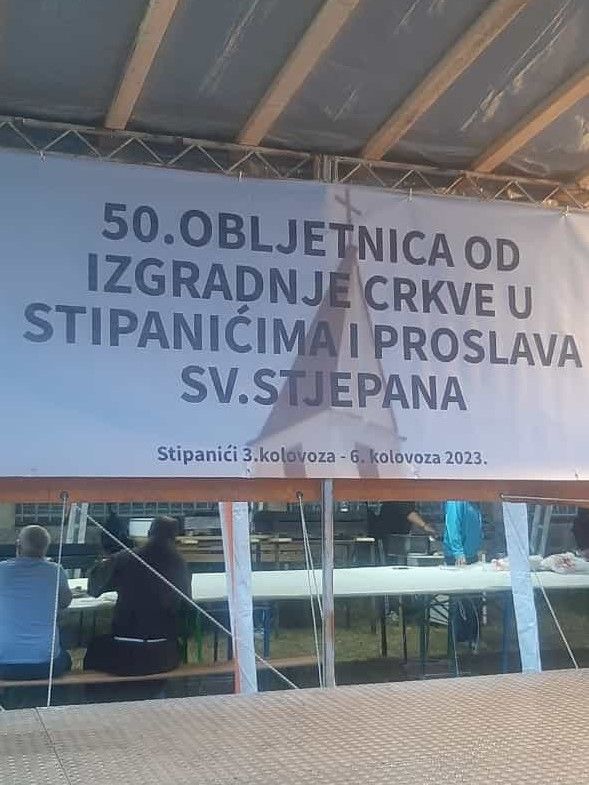 50.OBLJETNICA OD
IZGRADNJE CRKVE U
STIPANIĆIMA I PROSLAVA
SV.STJEPANA
Stipanići 3.kolovoza - 6. kolovoza 2023.